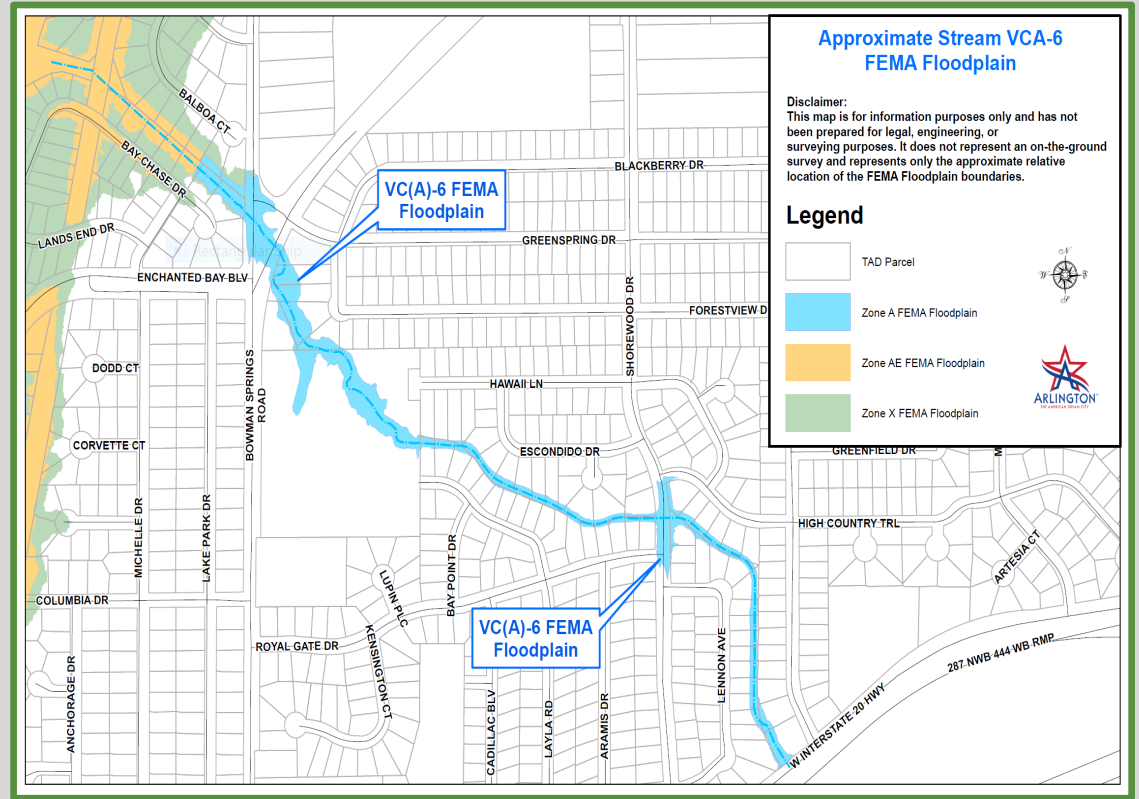 Approximate Stream VCA-6
FEMA Floodplain
Disclaimer:
This map is for information purposes only and has not
been prepared for legal, engineering, or
surveying purposes. It does not represent an on-the-ground
survey and represents only the approximate relative
location of the FEMA Floodplain boundaries.
Legend
TAD Parcel
Zone A FEMA Floodplain
Zone AE FEMA Floodplain
Zone X FEMA Floodplain
N
W
E
S
ARLINGTON
THE AMERICAN DREAM CITY
BALBOA CT
BAY CHASE DR
LANDS END DR
ENCHANTED BAY BLV
VC(A)-6 FEMA
Floodplain
BLACKBERRY DR
GREENSPRING DR
FORESTVIEW D
SHOREWOOD DR
DODD CT
BOWMAN SPRINGS
ROAD
HAWAII LN
CORVETTE CT
ESCONDIDO DR
GREENFIELD DR
M
MICHELLE DR
LAKE PARK DR
HIGH COUNTRY TRL
ARTESIA CT
BAY POINT DR
LUPIN PLC
COLUMBIA DR
VC(A)-6 FEMA
Floodplain
ROYAL GATE DR
KENSINGTON CT
LENNON AVE
287 NWB 444 WB RMP
W INTERSTATE 20 HWY
ANCHORAGE DR
CADILLAC BLV
LAYLA RD
ARAMIS DR